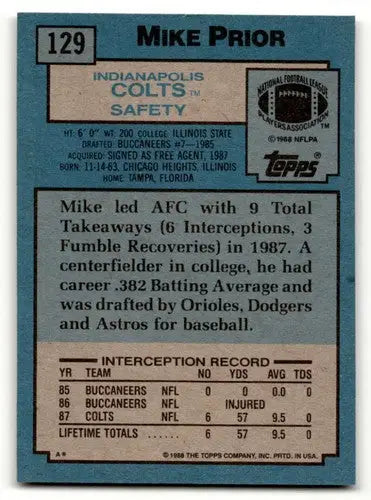 129
MIKE PRIOR
INDIANAPOLIS
COLTS TM
SAFETY
NATIONAL FOOTBALL LEAGUE
PLAYERS ASSOCIATION TM
©1988 NFLPA
TOPPS®
HT: 6' 0" WT: 200 COLLEGE: ILLINOIS STATE
DRAFTED: BUCCANEERS #7—1985
ACQUIRED: SIGNED AS FREE AGENT, 1987
BORN: 11-14-63, CHICAGO HEIGHTS, ILLINOIS
HOME: TAMPA, FLORIDA
Mike led AFC with 9 Total
Takeaways (6 Interceptions, 3
Fumble Recoveries) in 1987. A
centerfielder in college, he had
career .382 Batting Average and
was drafted by Orioles, Dodgers
and Astros for baseball.
INTERCEPTION RECORD
YR TEAM NO YDS AVG TDS
85 BUCCANEERS NFL 0 0 0.0 0
86 BUCCANEERS NFL INJURED
87 COLTS NFL 6 57 9.5 0
LIFETIME TOTALS ...... 6 57 9.5 0
A* © 1988 THE TOPPS COMPANY, INC. PRTD. IN U.S.A.